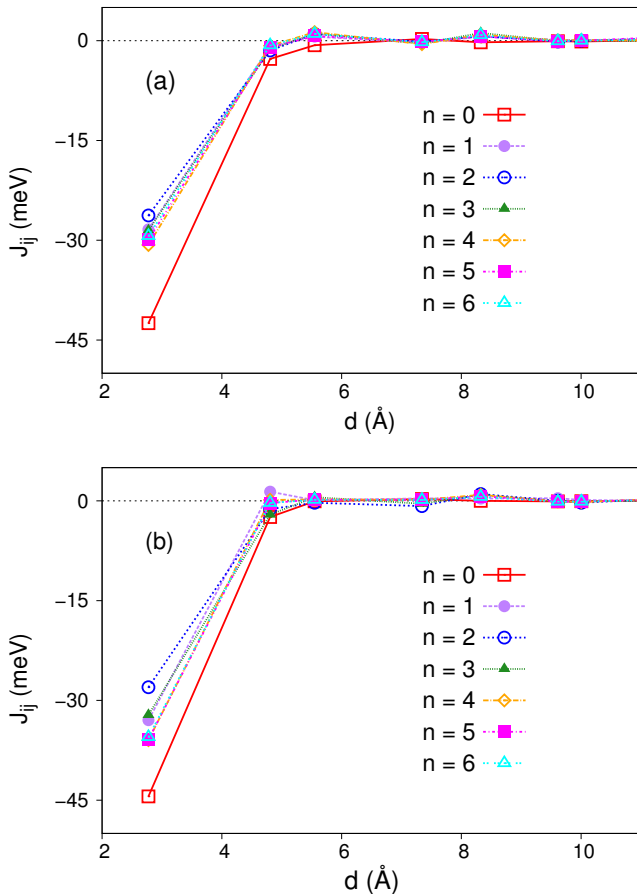 0
(a)
n = 0
n = 1
−15
n = 2
n = 3
−30
n = 4
n = 5
n = 6
−45
J_ij (meV)
2
4
6
8
10
d (Å)
0
(b)
n = 0
n = 1
−15
n = 2
n = 3
−30
n = 4
n = 5
n = 6
−45
J_ij (meV)
2
4
6
8
10
d (Å)